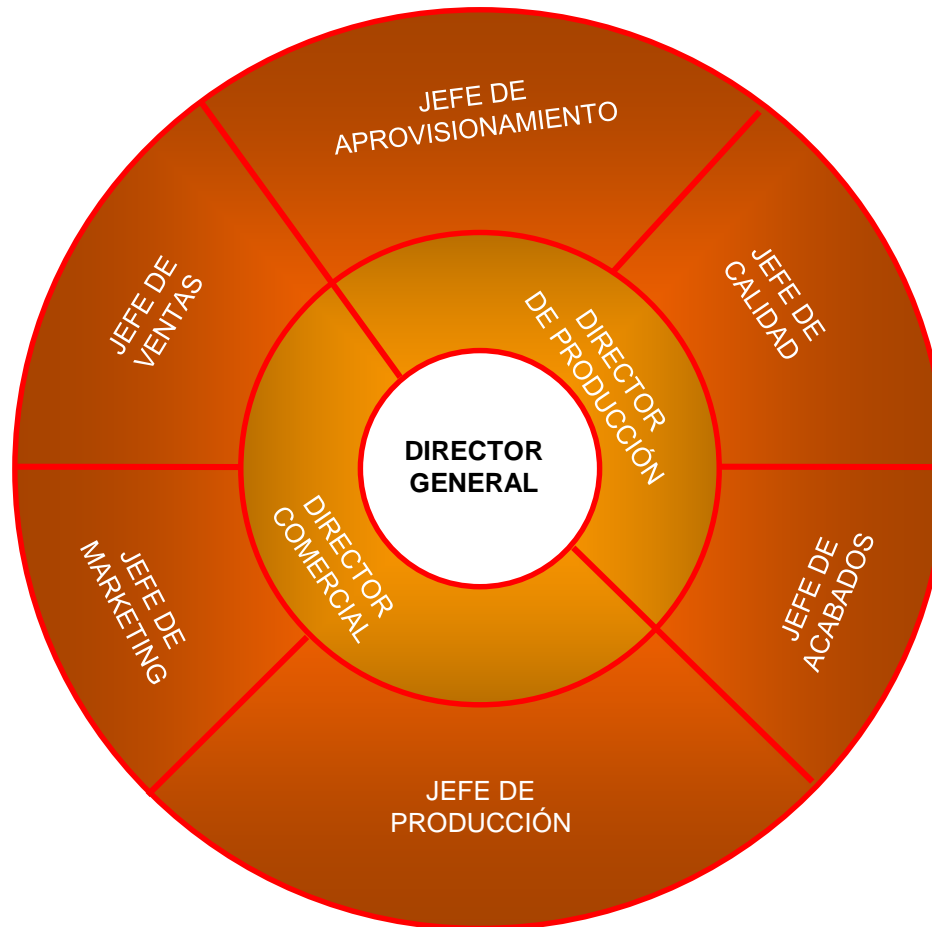 JEFE DE
APROVISIONAMIENTO
JEFE DE
VENTAS
JEFE DE
CALIDAD
DIRECTOR
DE PRODUCCIÓN
DIRECTOR
GENERAL
DIRECTOR
COMERCIAL
JEFE DE
MARKETING
JEFE DE
ACABADOS
JEFE DE
PRODUCCIÓN